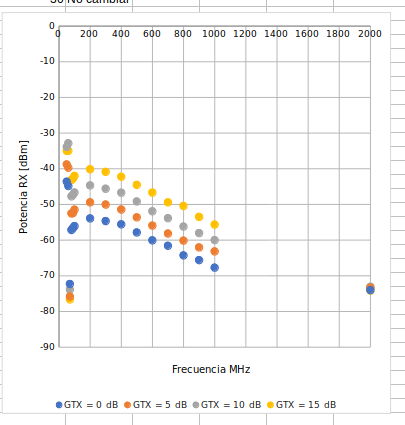 50 No cambiar
0
0 200 400 600 800 1000 1200 1400 1600 1800 2000
-10
-20
-30
-40
-50
-60
-70
-80
-90
Potencia RX [dBm]
Frecuencia MHz
GTX = 0 dB GTX = 5 dB GTX = 10 dB GTX = 15 dB